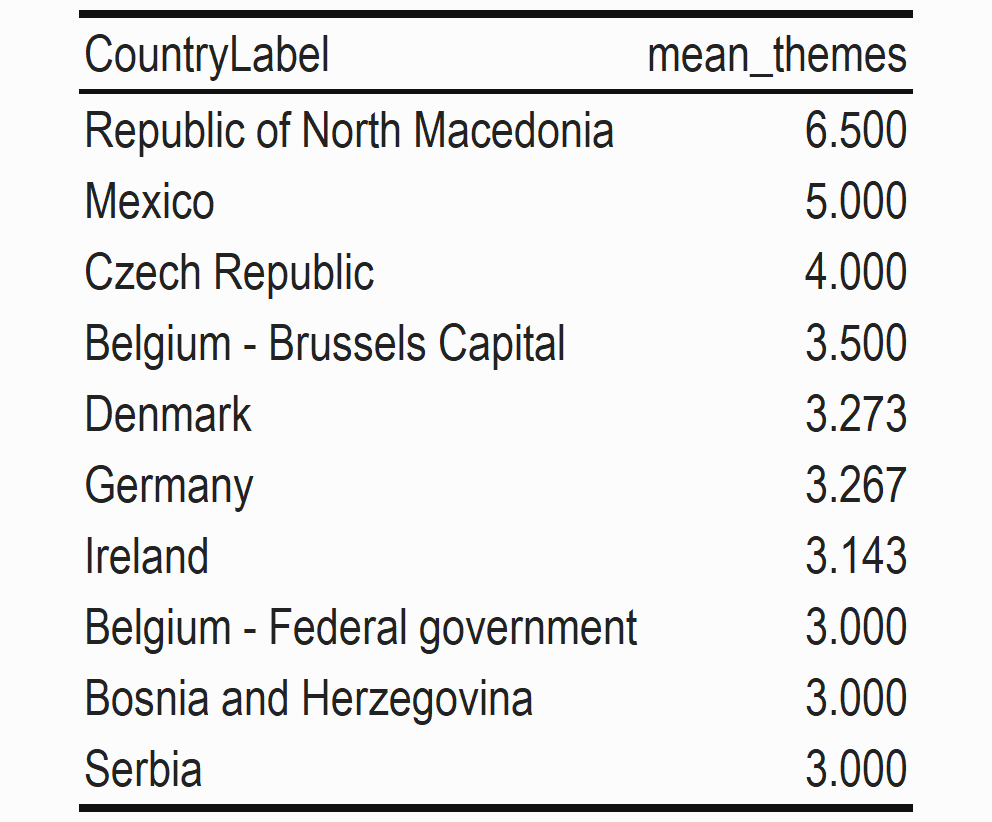 CountryLabel mean_themes
Republic of North Macedonia 6.500
Mexico 5.000
Czech Republic 4.000
Belgium - Brussels Capital 3.500
Denmark 3.273
Germany 3.267
Ireland 3.143
Belgium - Federal government 3.000
Bosnia and Herzegovina 3.000
Serbia 3.000